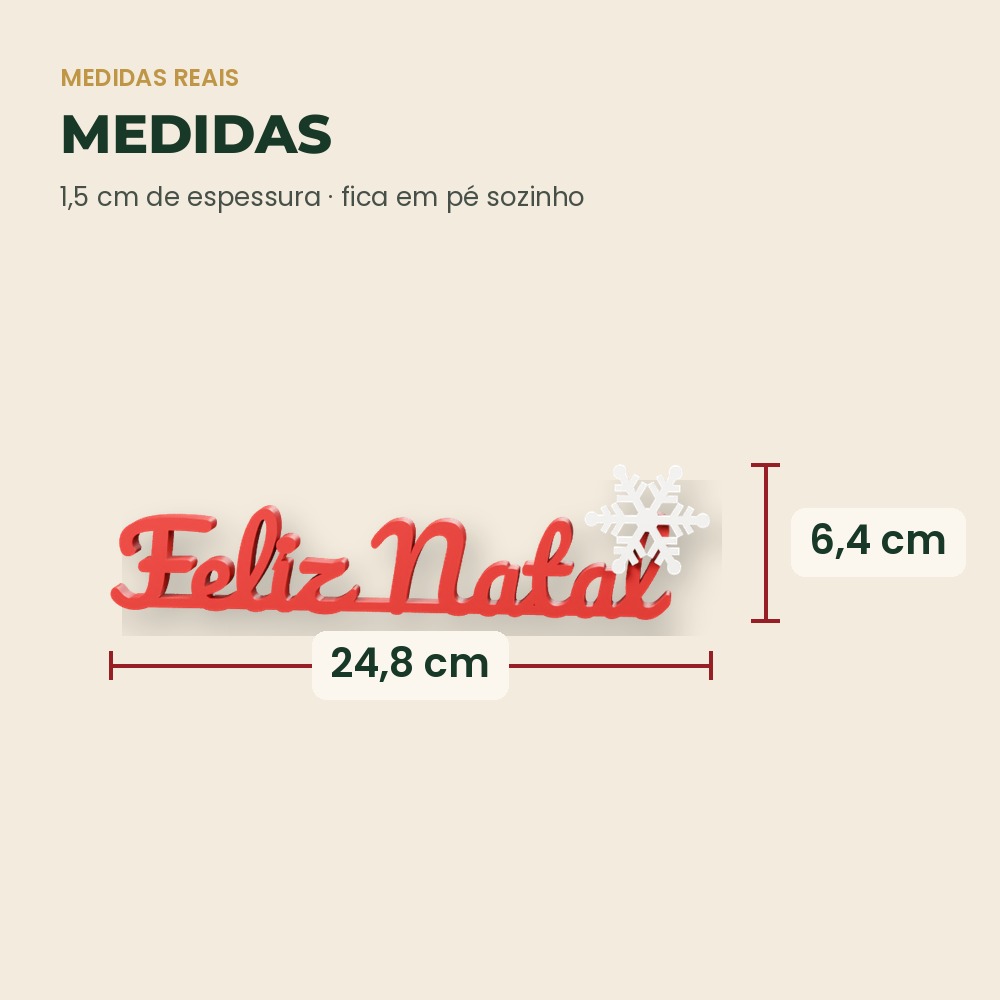 MEDIDAS REAIS
MEDIDAS
1,5 cm de espessura · fica em pé sozinho
Feliz Natal
6,4 cm
24,8 cm